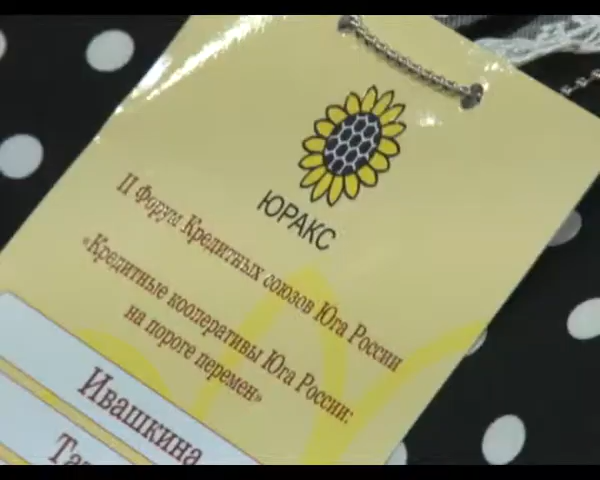 ЮРАКС
II Форум Кредитных союзов Юга России
«Кредитные кооперативы Юга России:
на пороге перемен»
Ивашкина